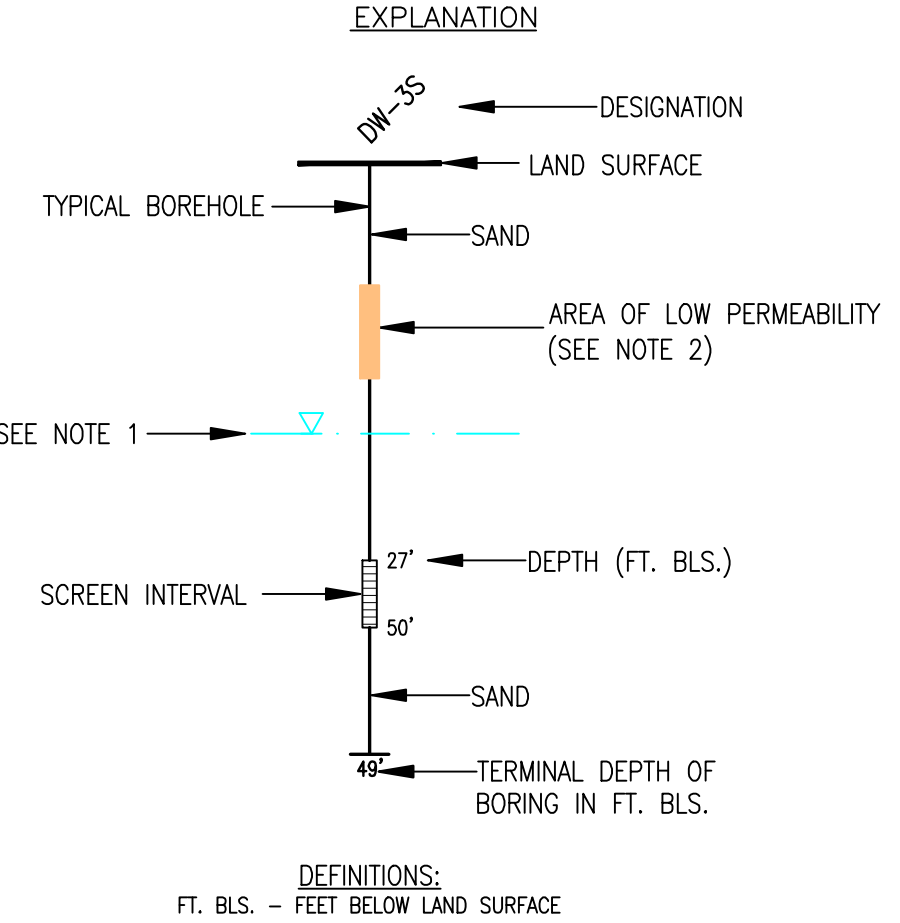 EXPLANATION
DW-3S
DESIGNATION
LAND SURFACE
TYPICAL BOREHOLE
SAND
AREA OF LOW PERMEABILITY
(SEE NOTE 2)
SEE NOTE 1
27'
DEPTH (FT. BLS.)
SCREEN INTERVAL
50'
SAND
49'
TERMINAL DEPTH OF
BORING IN FT. BLS.
DEFINITIONS:
FT. BLS. – FEET BELOW LAND SURFACE